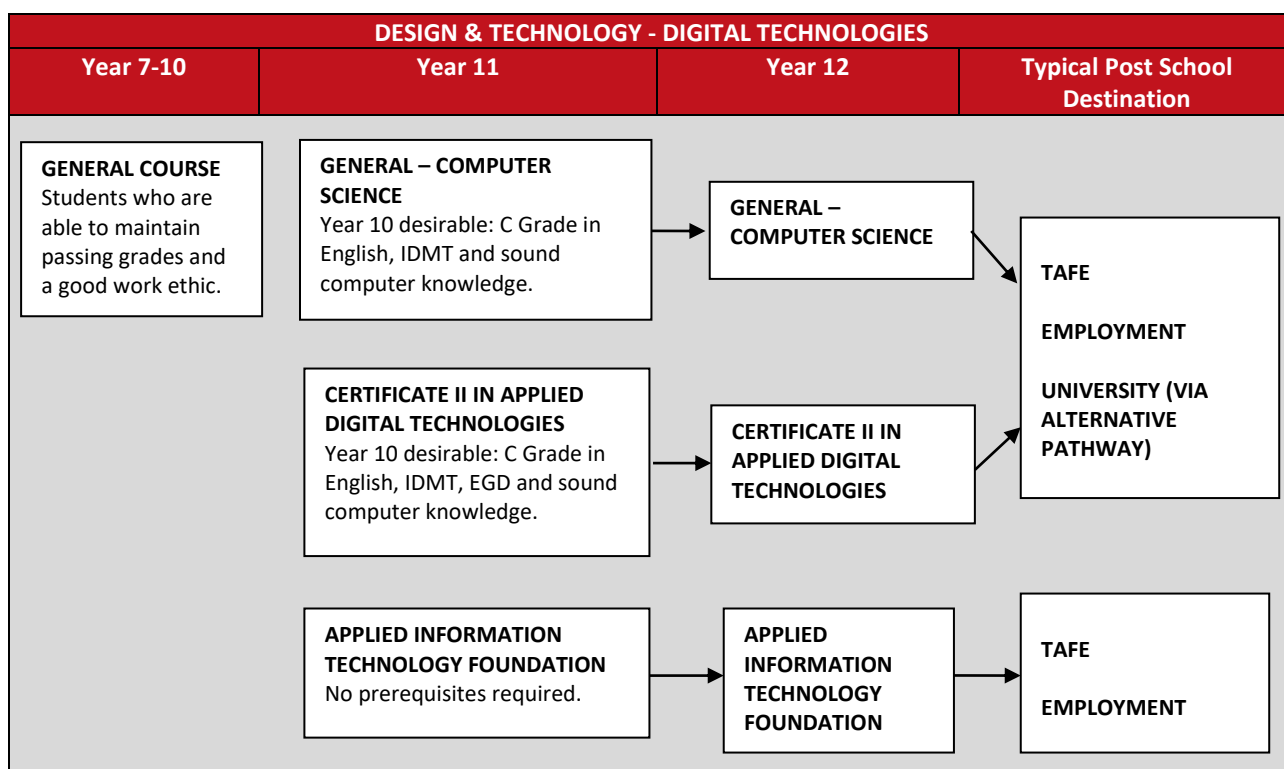 DESIGN & TECHNOLOGY - DIGITAL TECHNOLOGIES
Year 7-10
Year 11
Year 12
Typical Post School
Destination
GENERAL COURSE
Students who are
able to maintain
passing grades and
a good work ethic.
GENERAL – COMPUTER
SCIENCE
Year 10 desirable: C Grade in
English, IDMT and sound
computer knowledge.
GENERAL –
COMPUTER SCIENCE
TAFE
EMPLOYMENT
UNIVERSITY (VIA
ALTERNATIVE
PATHWAY)
CERTIFICATE II IN APPLIED
DIGITAL TECHNOLOGIES
Year 10 desirable: C Grade in
English, IDMT, EGD and sound
computer knowledge.
CERTIFICATE II IN
APPLIED DIGITAL
TECHNOLOGIES
APPLIED INFORMATION
TECHNOLOGY FOUNDATION
No prerequisites required.
APPLIED
INFORMATION
TECHNOLOGY
FOUNDATION
TAFE
EMPLOYMENT